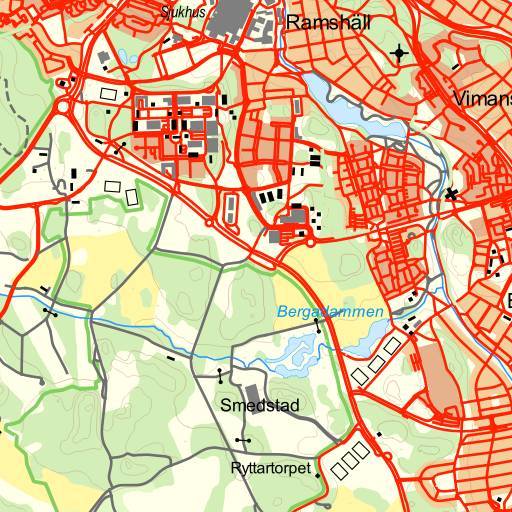 Sjukhus
Ramshäll
Vimans
Bergadammen
Smedstad
Ryttartorpet